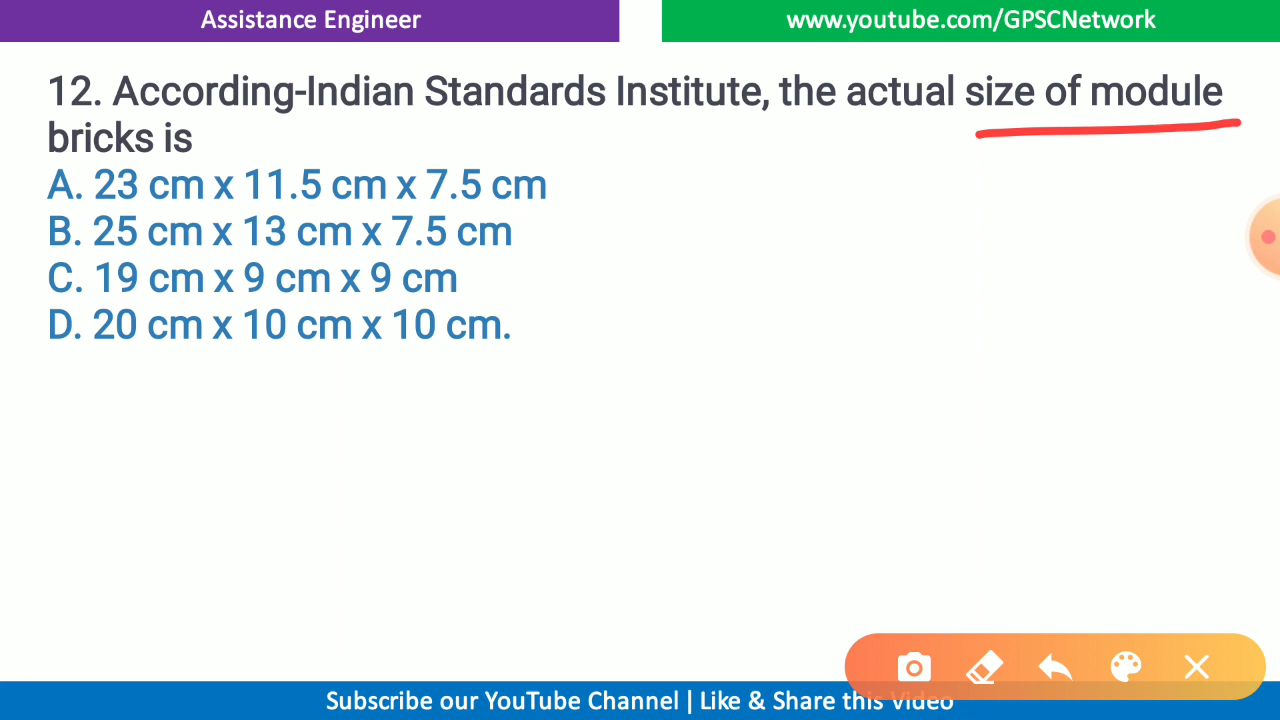 Assistance Engineer
www.youtube.com/GPSCNetwork
12. According-Indian Standards Institute, the actual size of module
bricks is
A. 23 cm x 11.5 cm x 7.5 cm
B. 25 cm x 13 cm x 7.5 cm
C. 19 cm x 9 cm x 9 cm
D. 20 cm x 10 cm x 10 cm.
Subscribe our YouTube Channel | Like & Share this Video